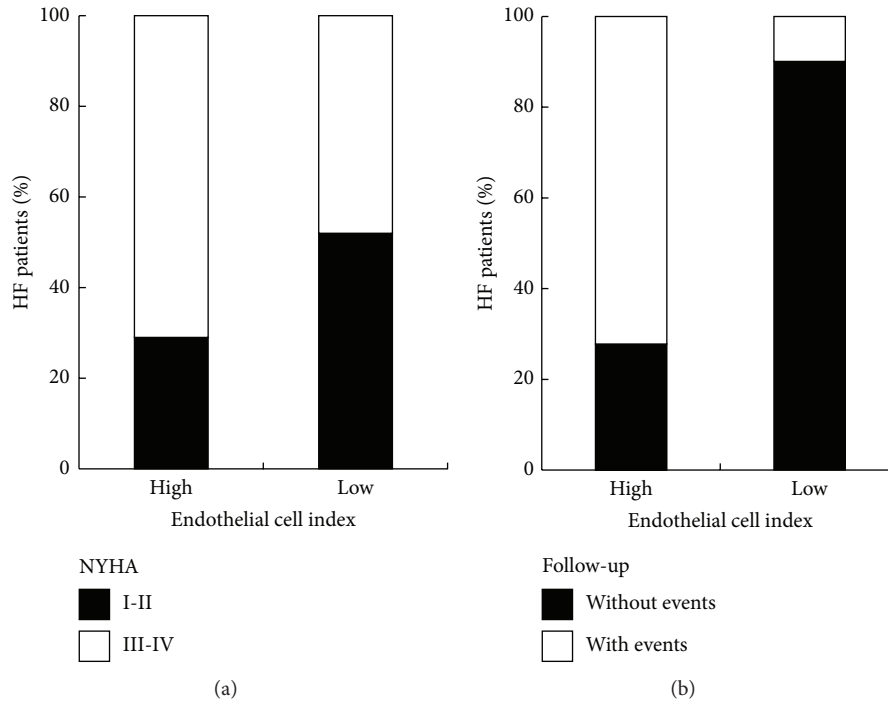 100
80
60
40
20
0
HF patients (%)
High
Low
Endothelial cell index
NYHA
I-II
III-IV
(a)
100
80
60
40
20
0
HF patients (%)
High
Low
Endothelial cell index
Follow-up
Without events
With events
(b)